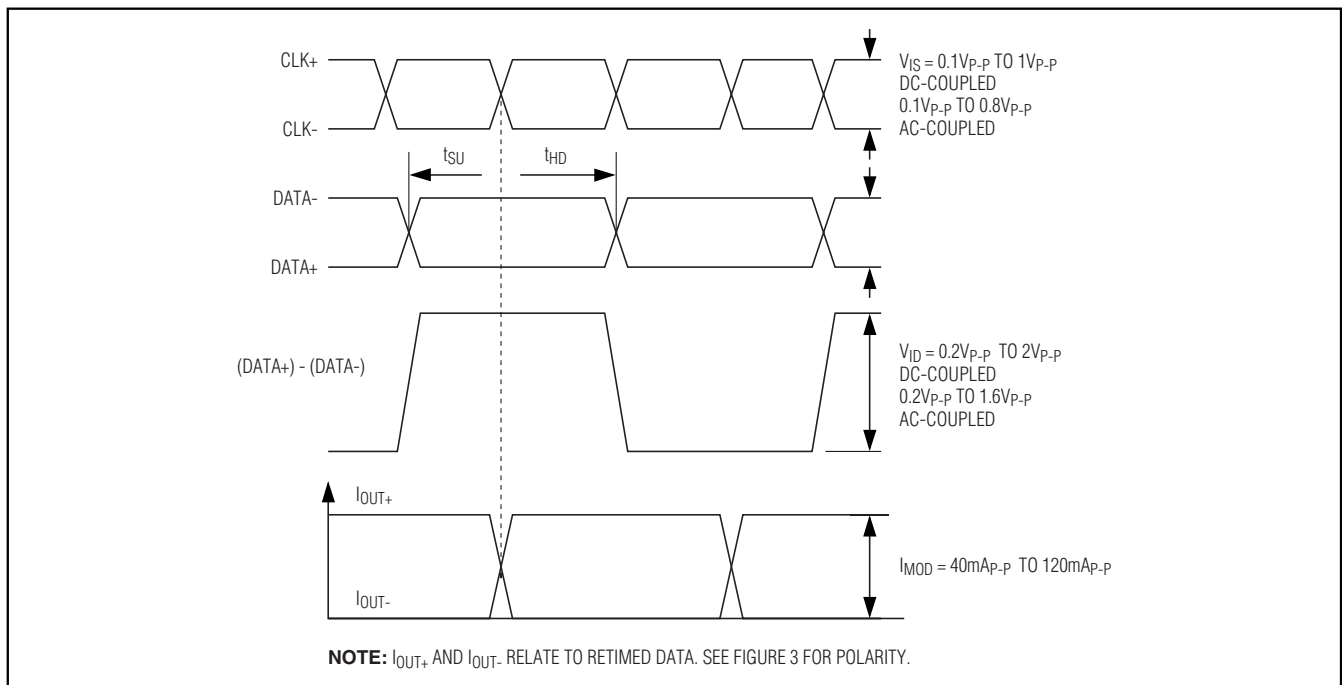 CLK+
CLK-
V_IS = 0.1V_P-P TO 1V_P-P
DC-COUPLED
0.1V_P-P TO 0.8V_P-P
AC-COUPLED
t_SU
t_HD
DATA-
DATA+
(DATA+) - (DATA-)
V_ID = 0.2V_P-P TO 2V_P-P
DC-COUPLED
0.2V_P-P TO 1.6V_P-P
AC-COUPLED
I_OUT+
I_OUT-
I_MOD = 40mA_P-P TO 120mA_P-P
NOTE: I_OUT+ AND I_OUT- RELATE TO RETIMED DATA. SEE FIGURE 3 FOR POLARITY.